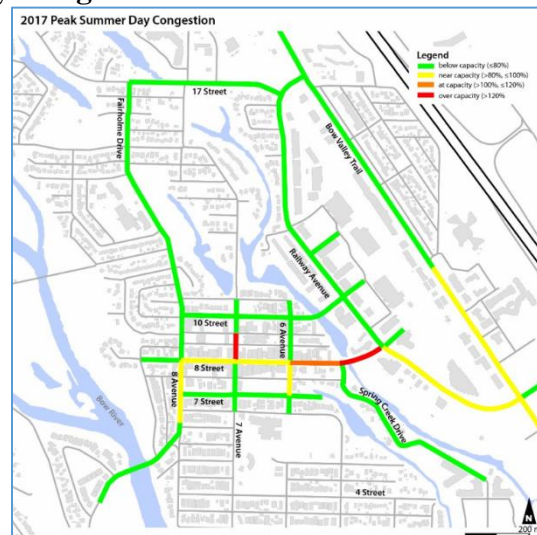 2017 Peak Summer Day Congestion
Legend
below capacity (≤80%)
near capacity (>80%, ≤100%)
at capacity (>100%, ≤120%)
over capacity (>120%)
17 Street
Fairholme Drive
Bow Valley Trail
Railway Avenue
10 Street
6 Avenue
8 Street
8 Avenue
7 Street
Spring Creek Drive
Bow River
7 Avenue
4 Street
N